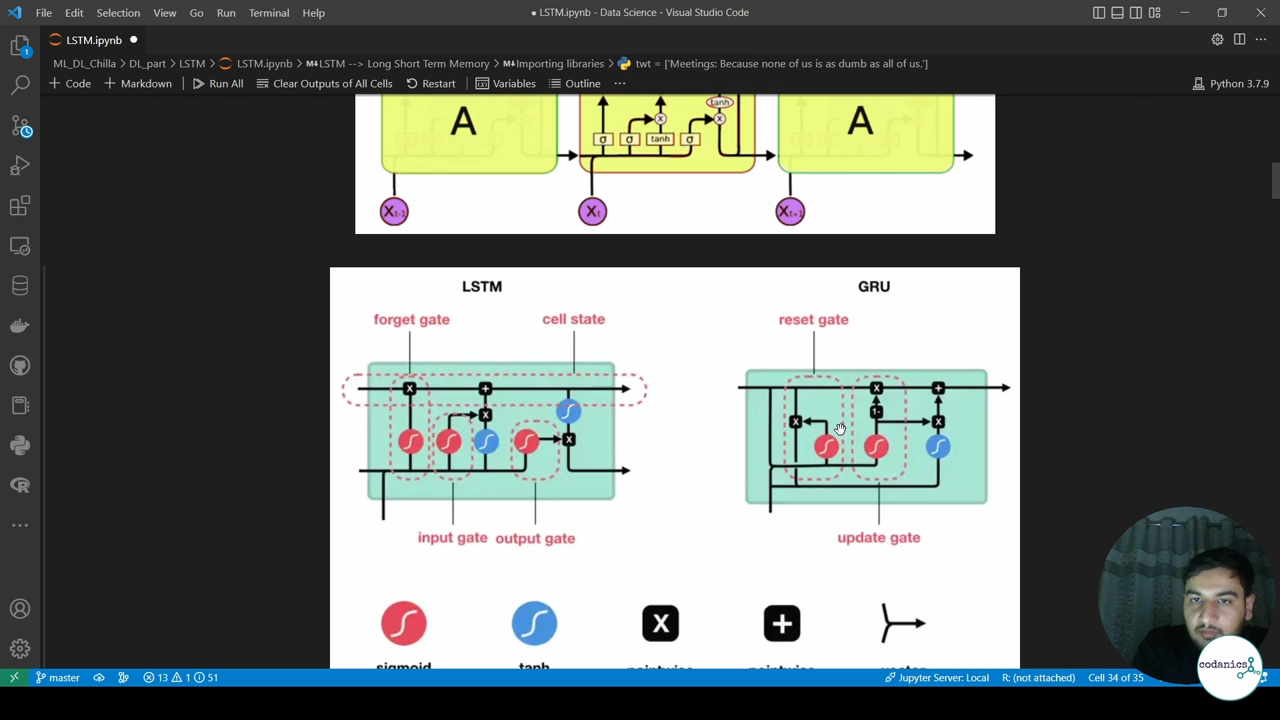 File Edit Selection View Go Run Terminal Help
● LSTM.ipynb - Data Science - Visual Studio Code
LSTM.ipynb ●
ML_DL_Chilla > DL_part > LSTM > LSTM.ipynb > M↓LSTM --> Long Short Term Memory > M↓Importing libraries > twt = ['Meetings: Because none of us is as dumb as all of us.']
+ Code + Markdown Run All Clear Outputs of All Cells Restart Variables Outline ... Python 3.7.9
A
tanh
x x
σ σ tanh σ
A
Xt-1 Xt Xt+1
LSTM GRU
forget gate cell state reset gate
x + x +
x 1-
x x x
input gate output gate update gate
X +
sigmoid tanh pointwise pointwise vector
codanics
master 13 1 51 Jupyter Server: Local R: (not attached) Cell 34 of 35
1